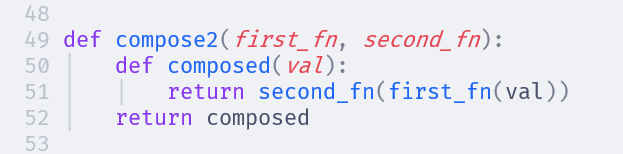 48
49 def compose2(first_fn, second_fn):
50     def composed(val):
51         return second_fn(first_fn(val))
52     return composed
53